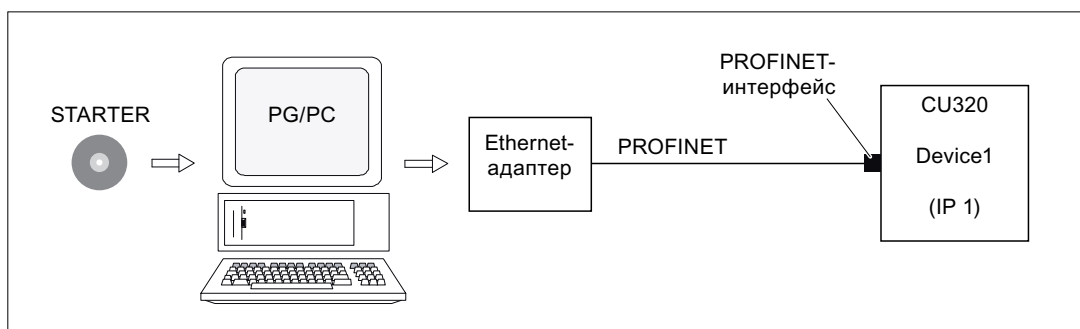 STARTER
PG/PC
Ethernet-
адаптер
PROFINET
PROFINET-
интерфейс
CU320
Device1
(IP 1)